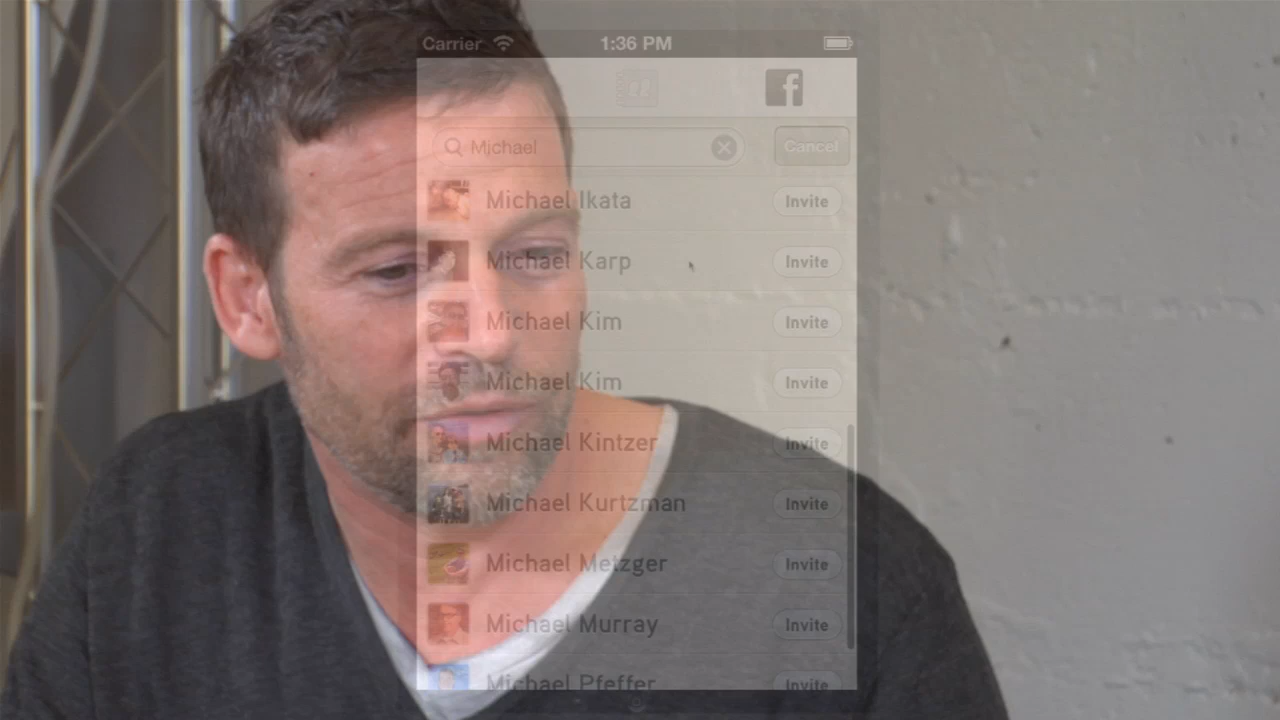 Carrier 1:36 PM
f
Michael Cancel
Michael Ikata Invite
Michael Karp Invite
Michael Kim Invite
Michael Kim Invite
Michael Kintzer Invite
Michael Kurtzman Invite
Michael Metzger Invite
Michael Murray Invite
Michael Pfeffer Invite